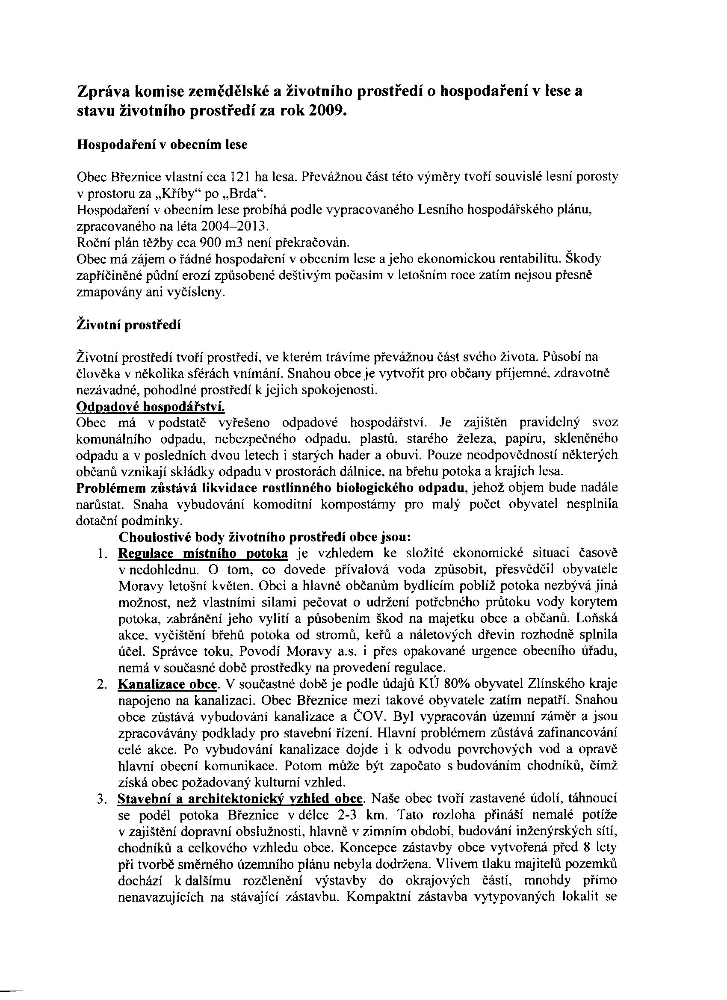 Zpráva komise zemědělské a životního prostředí o hospodaření v lese a
stavu životního prostředí za rok 2009.
Hospodaření v obecním lese
Obec Březnice vlastní cca 121 ha lesa. Převážnou část této výměry tvoří souvislé lesní porosty
v prostoru za „Kříby“ po „Brda“.
Hospodaření v obecním lese probíhá podle vypracovaného Lesního hospodářského plánu,
zpracovaného na léta 2004–2013.
Roční plán těžby cca 900 m3 není překračován.
Obec má zájem o řádné hospodaření v obecním lese a jeho ekonomickou rentabilitu. Škody
zapříčiněné půdní erozí způsobené deštivým počasím v letošním roce zatím nejsou přesně
zmapovány ani vyčísleny.
Životní prostředí
Životní prostředí tvoří prostředí, ve kterém trávíme převážnou část svého života. Působí na
člověka v několika sférách vnímání. Snahou obce je vytvořit pro občany příjemné, zdravotně
nezávadné, pohodlné prostředí k jejich spokojenosti.
Odpadové hospodářství.
Obec má v podstatě vyřešeno odpadové hospodářství. Je zajištěn pravidelný svoz
komunálního odpadu, nebezpečného odpadu, plastů, starého železa, papíru, skleněného
odpadu a v posledních dvou letech i starých hader a obuvi. Pouze neodpovědností některých
občanů vznikají skládky odpadu v prostorách dálnice, na břehu potoka a krajích lesa.
Problémem zůstává likvidace rostlinného biologického odpadu, jehož objem bude nadále
narůstat. Snaha vybudování komoditní kompostárny pro malý počet obyvatel nesplnila
dotační podmínky.
Choulostivé body životního prostředí obce jsou:
1. Regulace místního potoka je vzhledem ke složité ekonomické situaci časově
v nedohlednu. O tom, co dovede přívalová voda způsobit, přesvědčil obyvatele
Moravy letošní květen. Obci a hlavně občanům bydlícím poblíž potoka nezbývá jiná
možnost, než vlastními silami pečovat o udržení potřebného průtoku vody korytem
potoka, zabránění jeho vylití a působením škod na majetku obce a občanů. Loňská
akce, vyčištění břehů potoka od stromů, keřů a náletových dřevin rozhodně splnila
účel. Správce toku, Povodí Moravy a.s. i přes opakované urgence obecního úřadu,
nemá v současné době prostředky na provedení regulace.
2. Kanalizace obce. V součastné době je podle údajů KÚ 80% obyvatel Zlínského kraje
napojeno na kanalizaci. Obec Březnice mezi takové obyvatele zatím nepatří. Snahou
obce zůstává vybudování kanalizace a ČOV. Byl vypracován územní záměr a jsou
zpracovávány podklady pro stavební řízení. Hlavní problémem zůstává zafinancování
celé akce. Po vybudování kanalizace dojde i k odvodu povrchových vod a opravě
hlavní obecní komunikace. Potom může být započato s budováním chodníků, čímž
získá obec požadovaný kulturní vzhled.
3. Stavební a architektonický vzhled obce. Naše obec tvoří zastavené údolí, táhnoucí
se podél potoka Březnice v délce 2-3 km. Tato rozloha přináší nemalé potíže
v zajištění dopravní obslužnosti, hlavně v zimním období, budování inženýrských sítí,
chodníků a celkového vzhledu obce. Koncepce zástavby obce vytvořená před 8 lety
při tvorbě směrného územního plánu nebyla dodržena. Vlivem tlaku majitelů pozemků
dochází k dalšímu rozčlenění výstavby do okrajových částí, mnohdy přímo
nenavazujících na stávající zástavbu. Kompaktní zástavba vytypovaných lokalit se